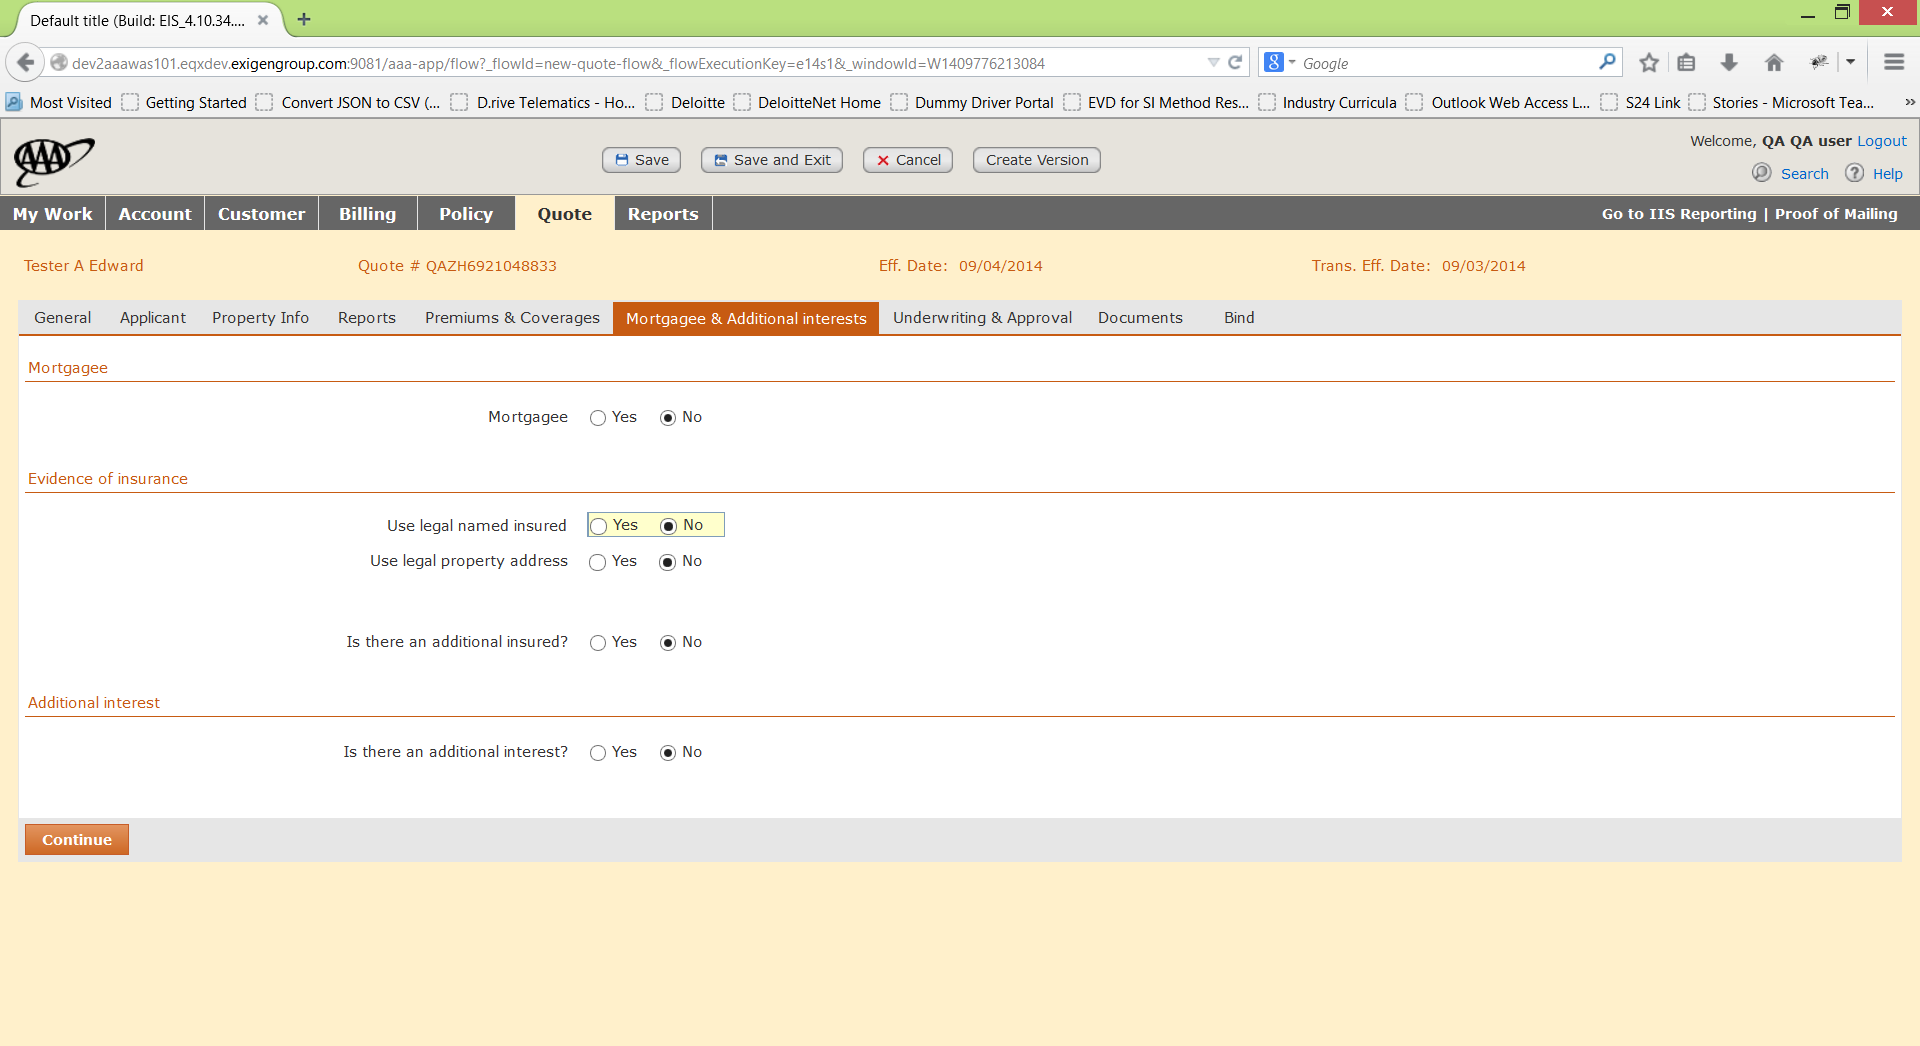 Default title (Build: EIS_4.10.34....
dev2aaawas101.eqxdev.exigengroup.com:9081/aaa-app/flow?_flowId=new-quote-flow&_flowExecutionKey=e14s1&_windowId=W1409776213084
8 Google
Most Visited Getting Started Convert JSON to CSV (... D.rive Telematics - Ho... Deloitte DeloitteNet Home Dummy Driver Portal EVD for SI Method Res... Industry Curricula Outlook Web Access L... S24 Link Stories - Microsoft Tea... »
AAA
Save Save and Exit Cancel Create Version
Welcome, QA QA user Logout
Search ? Help
My Work Account Customer Billing Policy Quote Reports Go to IIS Reporting | Proof of Mailing
Tester A Edward Quote # QAZH6921048833 Eff. Date: 09/04/2014 Trans. Eff. Date: 09/03/2014
General Applicant Property Info Reports Premiums & Coverages Mortgagee & Additional interests Underwriting & Approval Documents Bind
Mortgagee
Mortgagee Yes No
Evidence of insurance
Use legal named insured Yes No
Use legal property address Yes No
Is there an additional insured? Yes No
Additional interest
Is there an additional interest? Yes No
Continue